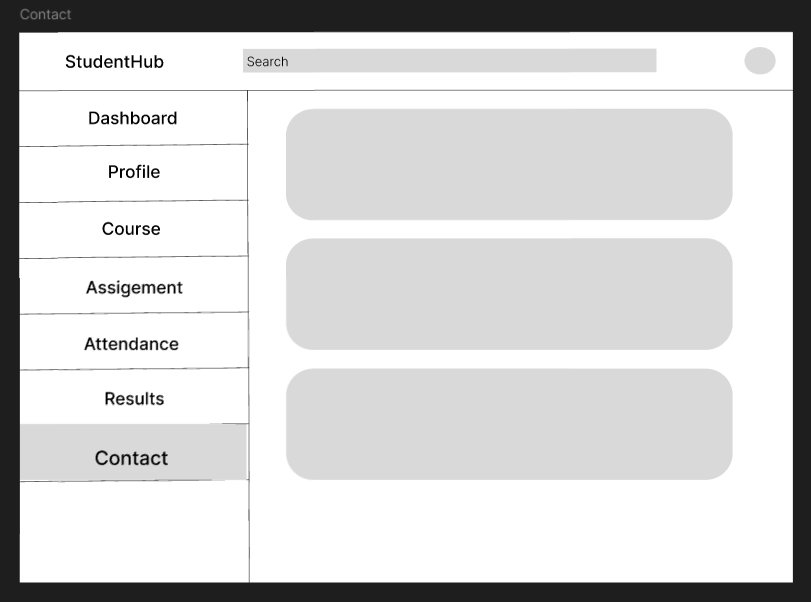 Contact
StudentHub
Search
Dashboard
Profile
Course
Assigement
Attendance
Results
Contact